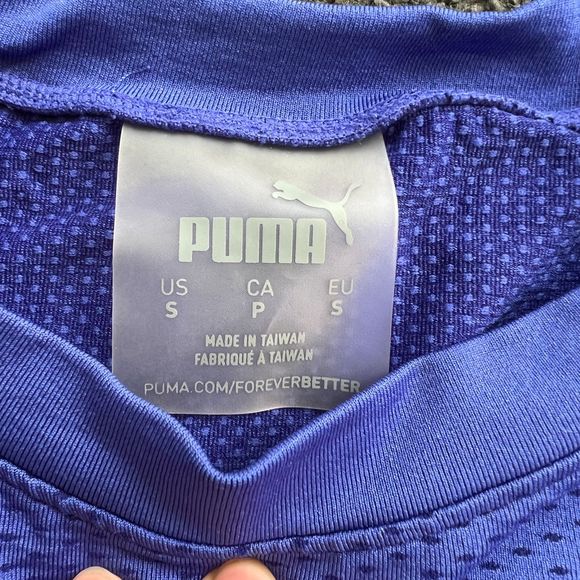 PUMA
US CA EU
S P S
MADE IN TAIWAN
FABRIQUÉ À TAIWAN
PUMA.COM/FOREVERBETTER